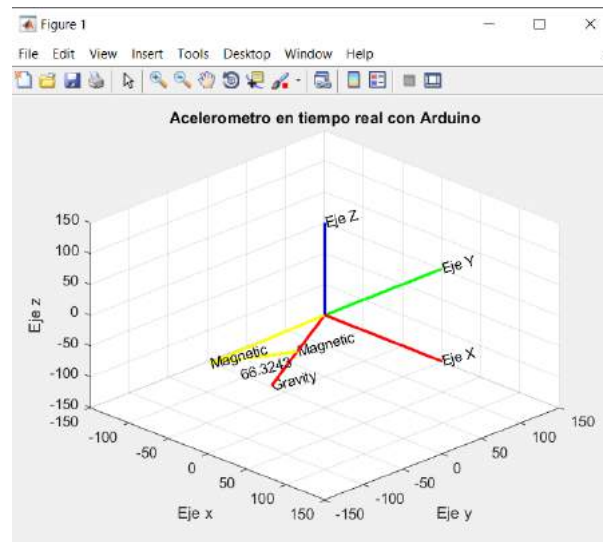 Figure 1
File Edit View Insert Tools Desktop Window Help
Acelerometro en tiempo real con Arduino
Eje z
150
100
50
0
-50
-100
-150
Eje Z
Eje Y
Eje X
Magnetic
Magnetic
66.3243
Gravity
-150
-100
-50
0
50
100
150
Eje x
-150
-100
-50
0
50
100
150
Eje y